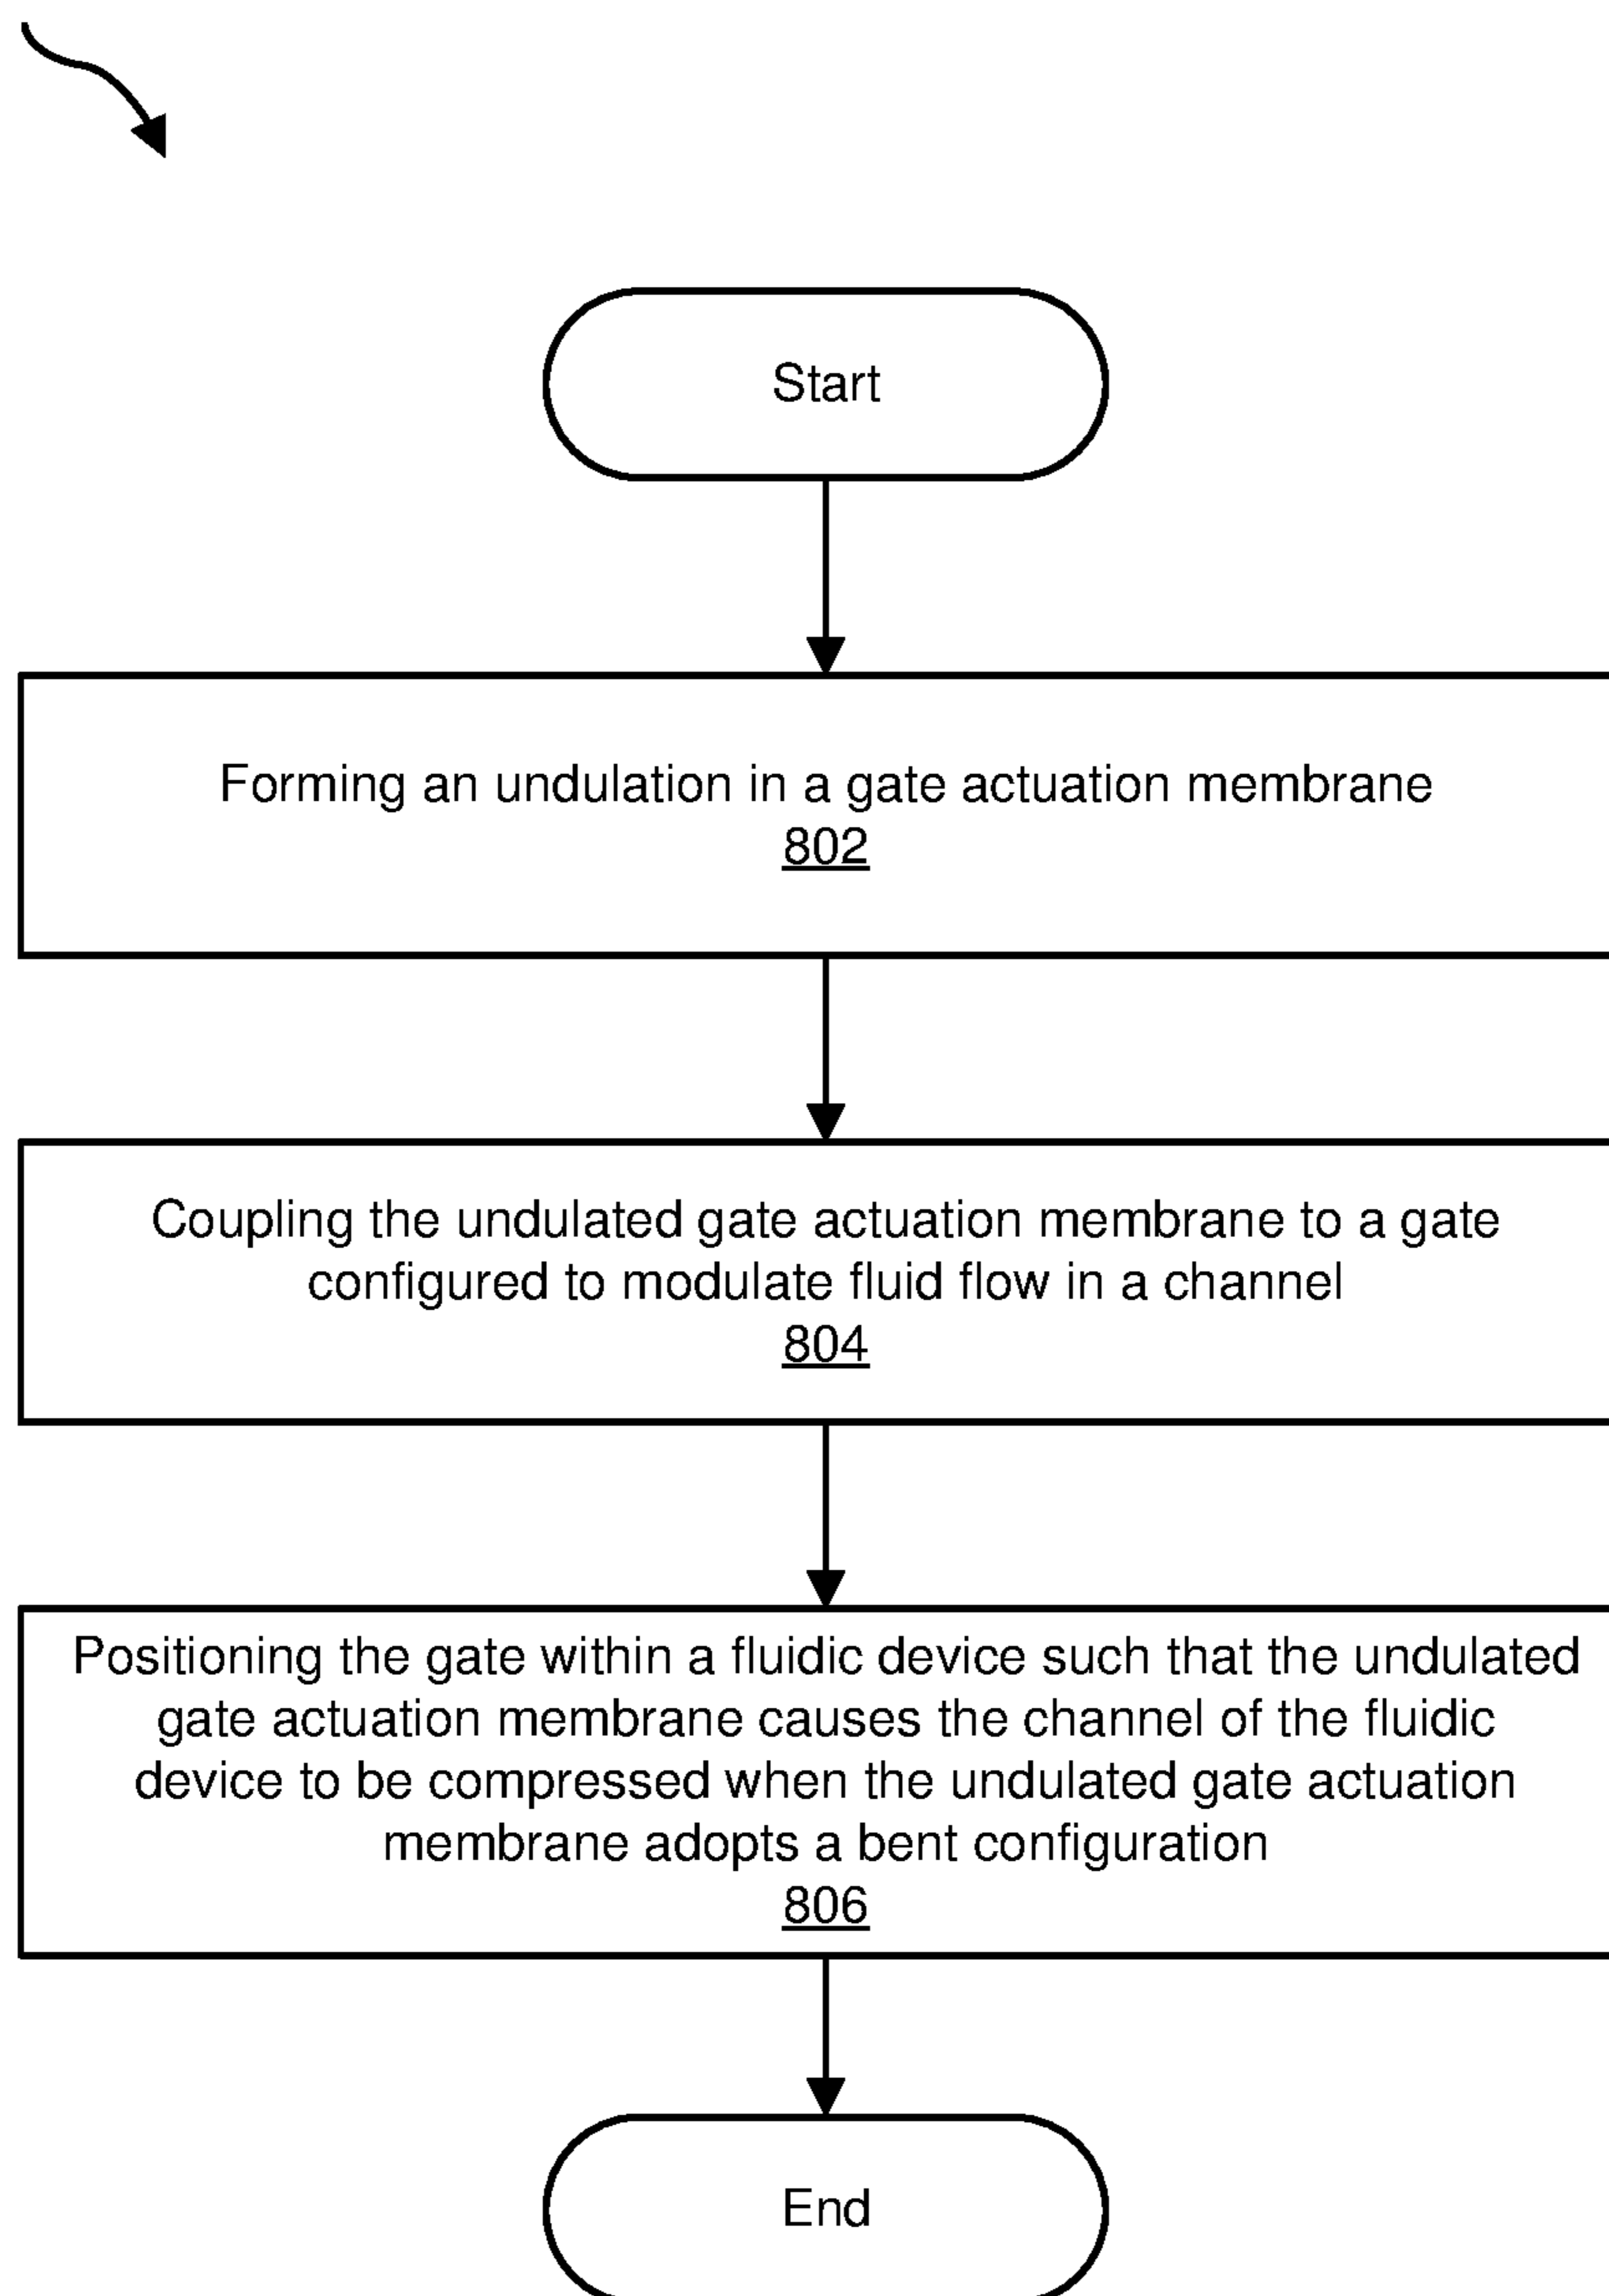 Start
Forming an undulation in a gate actuation membrane
802
Coupling the undulated gate actuation membrane to a gate
configured to modulate fluid flow in a channel
804
Positioning the gate within a fluidic device such that the undulated
gate actuation membrane causes the channel of the fluidic
device to be compressed when the undulated gate actuation
membrane adopts a bent configuration
806
End